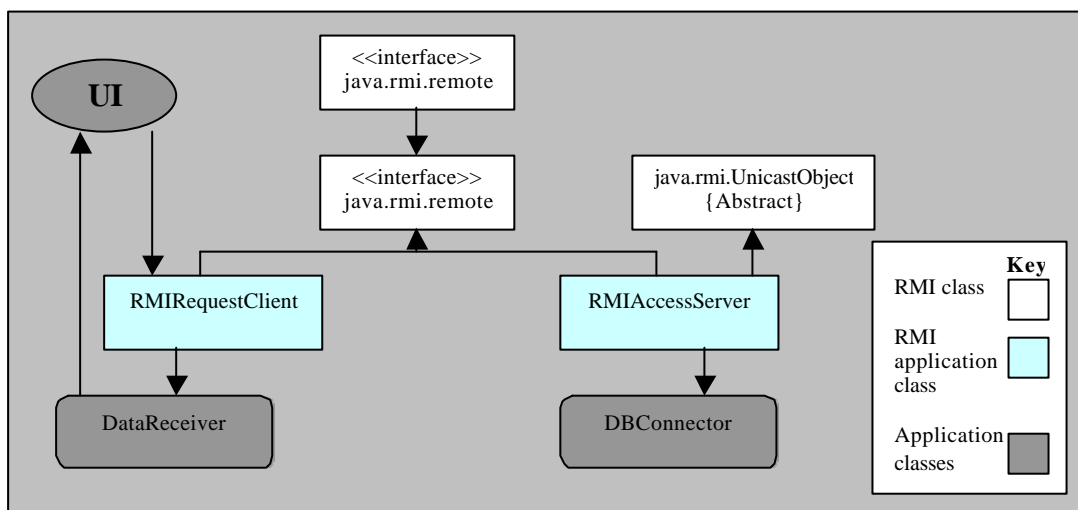 <<interface>>
java.rmi.remote
UI
<<interface>>
java.rmi.remote
java.rmi.UnicastObject
{Abstract}
Key
RMI class
RMI
application
class
Application
classes
RMIRequestClient
RMIAccessServer
DataReceiver
DBConnector